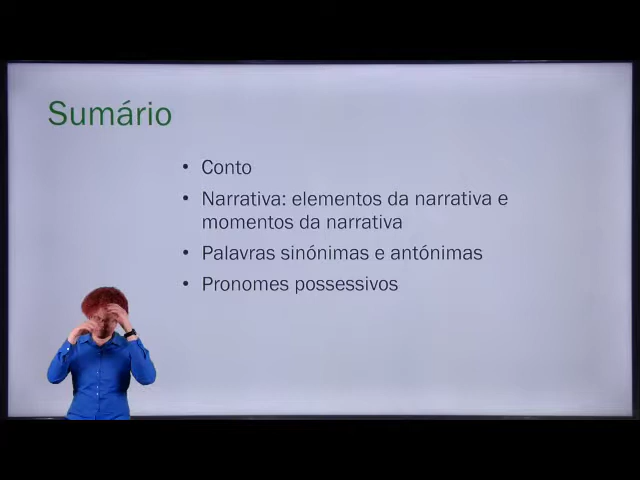 Sumário
• Conto
• Narrativa: elementos da narrativa e
momentos da narrativa
• Palavras sinónimas e antónimas
• Pronomes possessivos